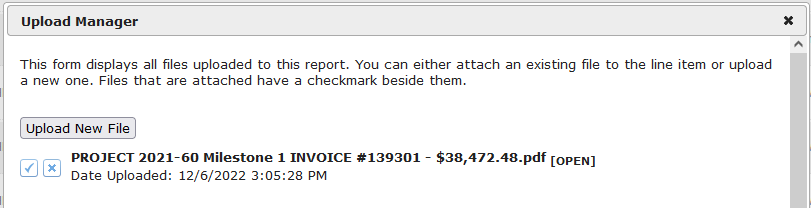 Upload Manager
This form displays all files uploaded to this report. You can either attach an existing file to the line item or upload
a new one. Files that are attached have a checkmark beside them.
Upload New File
PROJECT 2021-60 Milestone 1 INVOICE #139301 - $38,472.48.pdf [OPEN]
Date Uploaded: 12/6/2022 3:05:28 PM